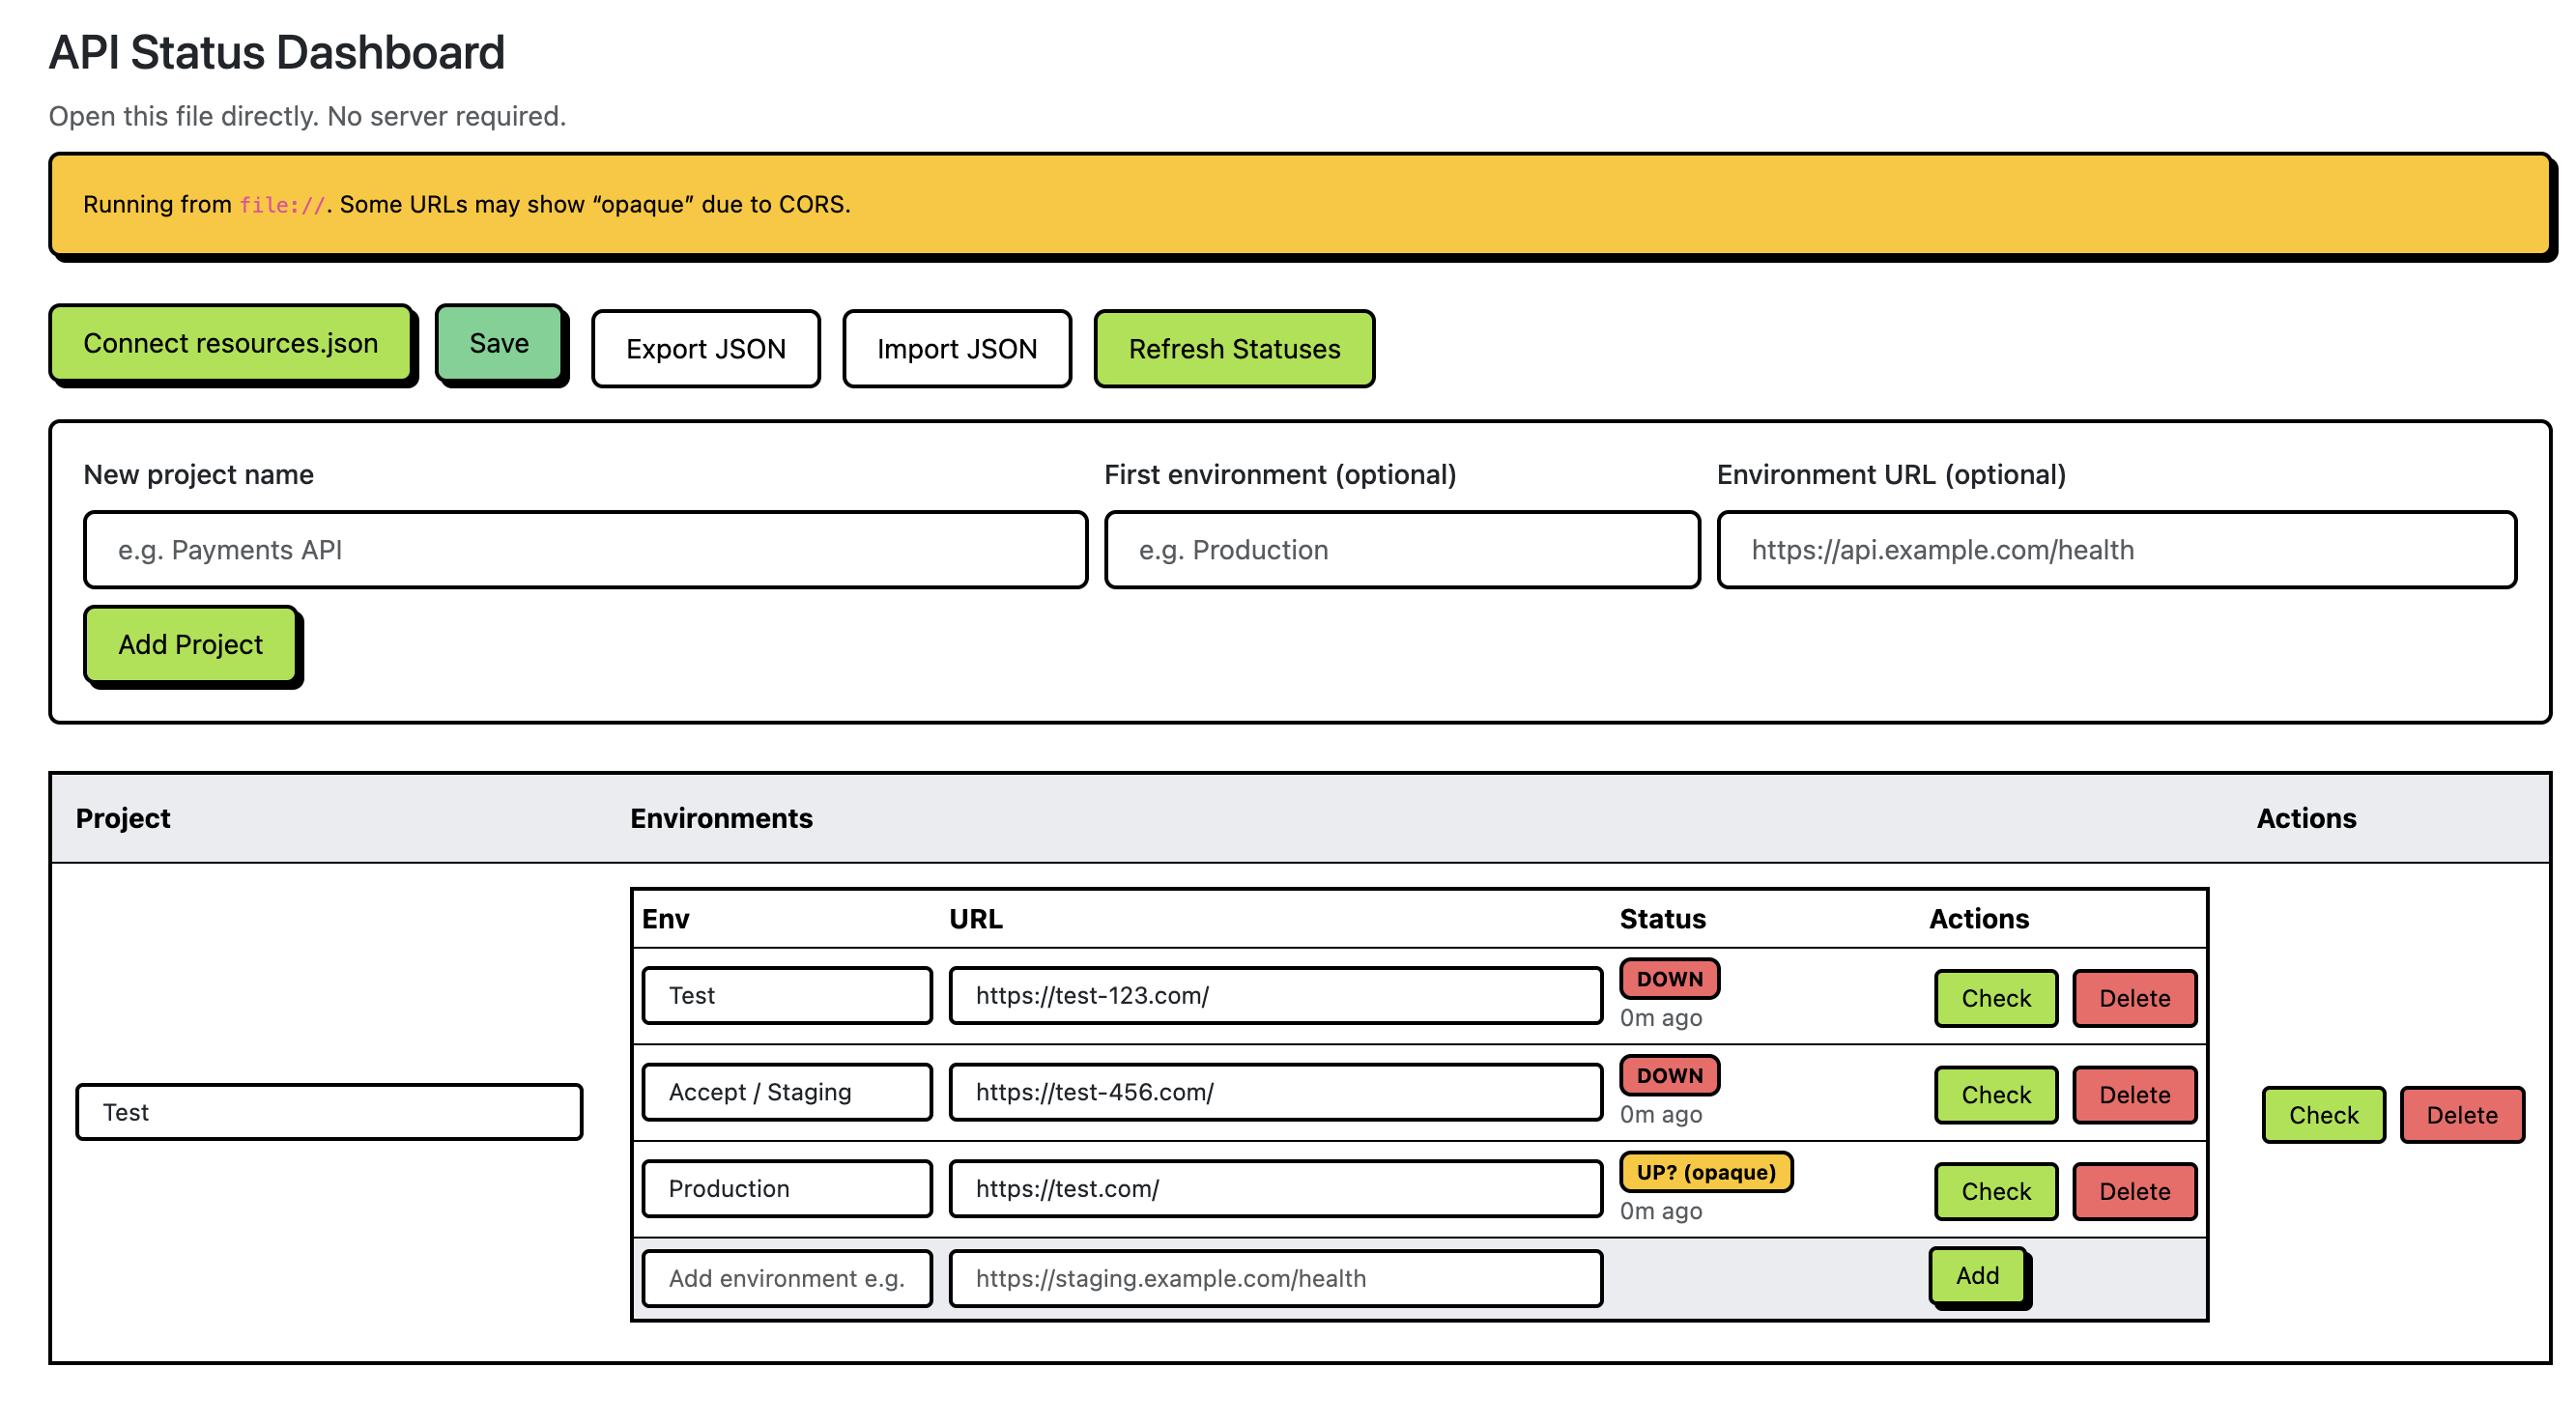 API Status Dashboard
Open this file directly. No server required.
Running from file://. Some URLs may show “opaque” due to CORS.
Connect resources.json Save Export JSON Import JSON Refresh Statuses
New project name First environment (optional) Environment URL (optional)
e.g. Payments API e.g. Production https://api.example.com/health
Add Project
Project Environments Actions
Env URL Status Actions
Test https://test-123.com/ DOWN Check Delete
0m ago
Accept / Staging https://test-456.com/ DOWN Check Delete
0m ago
Test Check Delete
Production https://test.com/ UP? (opaque) Check Delete
0m ago
Add environment e.g. https://staging.example.com/health Add